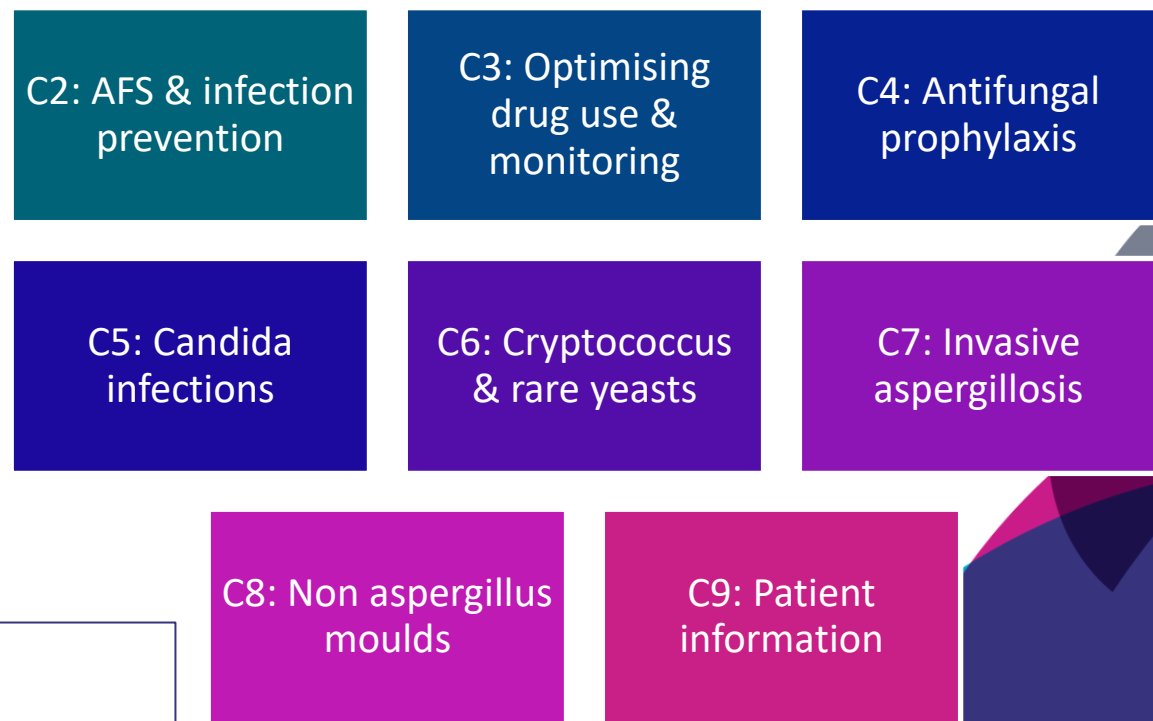 C2: AFS & infection
prevention
C3: Optimising
drug use &
monitoring
C4: Antifungal
prophylaxis
C5: Candida
infections
C6: Cryptococcus
& rare yeasts
C7: Invasive
aspergillosis
C8: Non aspergillus
moulds
C9: Patient
information